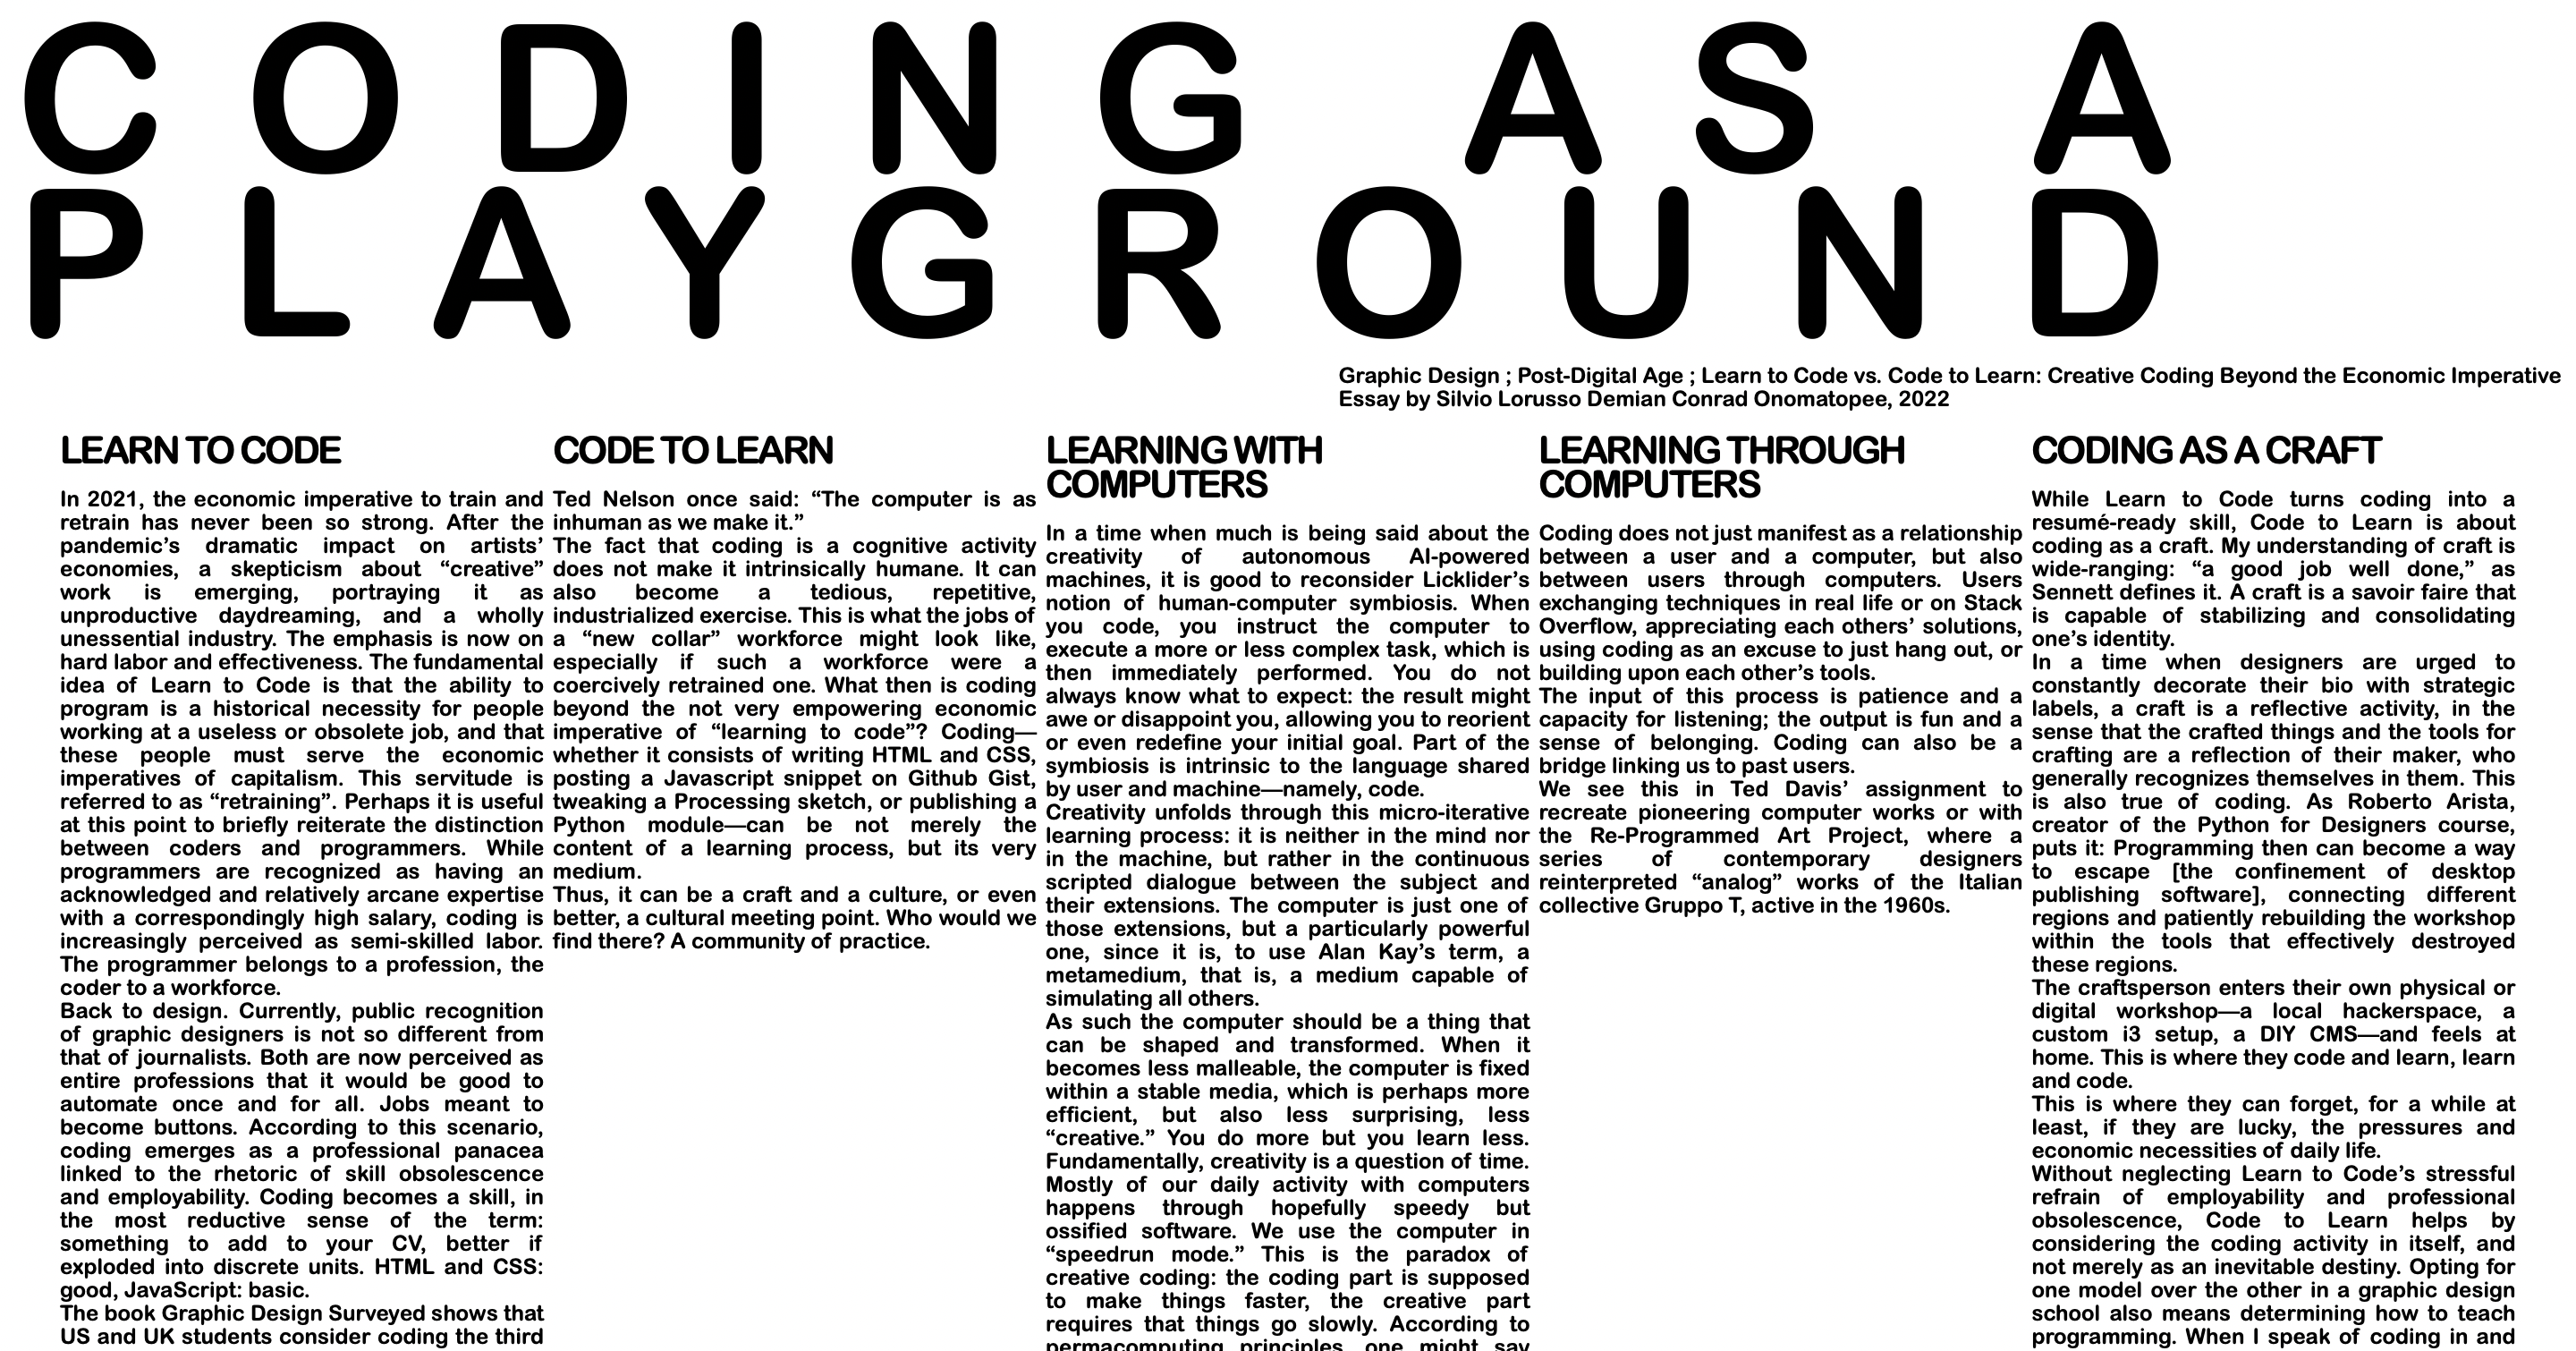 CODING AS A
PLAYGROUND
Graphic Design ; Post-Digital Age ; Learn to Code vs. Code to Learn: Creative Coding Beyond the Economic Imperative
Essay by Silvio Lorusso Demian Conrad Onomatopee, 2022
LEARN TO CODE
In 2021, the economic imperative to train and
retrain has never been so strong. After the
pandemic’s dramatic impact on artists’
economies, a skepticism about “creative”
work is emerging, portraying it as
unproductive daydreaming, and a wholly
unessential industry. The emphasis is now on
hard labor and effectiveness. The fundamental
idea of Learn to Code is that the ability to
program is a historical necessity for people
working at a useless or obsolete job, and that
these people must serve the economic
imperatives of capitalism. This servitude is
referred to as “retraining”. Perhaps it is useful
at this point to briefly reiterate the distinction
between coders and programmers. While
programmers are recognized as having an
acknowledged and relatively arcane expertise
with a correspondingly high salary, coding is
increasingly perceived as semi-skilled labor.
The programmer belongs to a profession, the
coder to a workforce.
Back to design. Currently, public recognition
of graphic designers is not so different from
that of journalists. Both are now perceived as
entire professions that it would be good to
automate once and for all. Jobs meant to
become buttons. According to this scenario,
coding emerges as a professional panacea
linked to the rhetoric of skill obsolescence
and employability. Coding becomes a skill, in
the most reductive sense of the term:
something to add to your CV, better if
exploded into discrete units. HTML and CSS:
good, JavaScript: basic.
The book Graphic Design Surveyed shows that
US and UK students consider coding the third
CODE TO LEARN
Ted Nelson once said: “The computer is as
inhuman as we make it.”
The fact that coding is a cognitive activity
does not make it intrinsically humane. It can
also become a tedious, repetitive,
industrialized exercise. This is what the jobs of
a “new collar” workforce might look like,
especially if such a workforce were a
coercively retrained one. What then is coding
beyond the not very empowering economic
imperative of “learning to code”? Coding—
whether it consists of writing HTML and CSS,
posting a Javascript snippet on Github Gist,
tweaking a Processing sketch, or publishing a
Python module—can be not merely the
content of a learning process, but its very
medium.
Thus, it can be a craft and a culture, or even
better, a cultural meeting point. Who would we
find there? A community of practice.
LEARNING WITH
COMPUTERS
In a time when much is being said about the
creativity of autonomous AI-powered
machines, it is good to reconsider Licklider’s
notion of human-computer symbiosis. When
you code, you instruct the computer to
execute a more or less complex task, which is
then immediately performed. You do not
always know what to expect: the result might
awe or disappoint you, allowing you to reorient
or even redefine your initial goal. Part of the
symbiosis is intrinsic to the language shared
by user and machine—namely, code.
Creativity unfolds through this micro-iterative
learning process: it is neither in the mind nor
in the machine, but rather in the continuous
scripted dialogue between the subject and
their extensions. The computer is just one of
those extensions, but a particularly powerful
one, since it is, to use Alan Kay’s term, a
metamedium, that is, a medium capable of
simulating all others.
As such the computer should be a thing that
can be shaped and transformed. When it
becomes less malleable, the computer is fixed
within a stable media, which is perhaps more
efficient, but also less surprising, less
“creative.” You do more but you learn less.
Fundamentally, creativity is a question of time.
Mostly of our daily activity with computers
happens through hopefully speedy but
ossified software. We use the computer in
“speedrun mode.” This is the paradox of
creative coding: the coding part is supposed
to make things faster, the creative part
requires that things go slowly. According to
permacomputing principles, one might say
LEARNING THROUGH
COMPUTERS
Coding does not just manifest as a relationship
between a user and a computer, but also
between users through computers. Users
exchanging techniques in real life or on Stack
Overflow, appreciating each others’ solutions,
using coding as an excuse to just hang out, or
building upon each other’s tools.
The input of this process is patience and a
capacity for listening; the output is fun and a
sense of belonging. Coding can also be a
bridge linking us to past users.
We see this in Ted Davis’ assignment to
recreate pioneering computer works or with
the Re-Programmed Art Project, where a
series of contemporary designers
reinterpreted “analog” works of the Italian
collective Gruppo T, active in the 1960s.
CODING AS A CRAFT
While Learn to Code turns coding into a
resumé-ready skill, Code to Learn is about
coding as a craft. My understanding of craft is
wide-ranging: “a good job well done,” as
Sennett defines it. A craft is a savoir faire that
is capable of stabilizing and consolidating
one’s identity.
In a time when designers are urged to
constantly decorate their bio with strategic
labels, a craft is a reflective activity, in the
sense that the crafted things and the tools for
crafting are a reflection of their maker, who
generally recognizes themselves in them. This
is also true of coding. As Roberto Arista,
creator of the Python for Designers course,
puts it: Programming then can become a way
to escape [the confinement of desktop
publishing software], connecting different
regions and patiently rebuilding the workshop
within the tools that effectively destroyed
these regions.
The craftsperson enters their own physical or
digital workshop—a local hackerspace, a
custom i3 setup, a DIY CMS—and feels at
home. This is where they code and learn, learn
and code.
This is where they can forget, for a while at
least, if they are lucky, the pressures and
economic necessities of daily life.
Without neglecting Learn to Code’s stressful
refrain of employability and professional
obsolescence, Code to Learn helps by
considering the coding activity in itself, and
not merely as an inevitable destiny. Opting for
one model over the other in a graphic design
school also means determining how to teach
programming. When I speak of coding in and